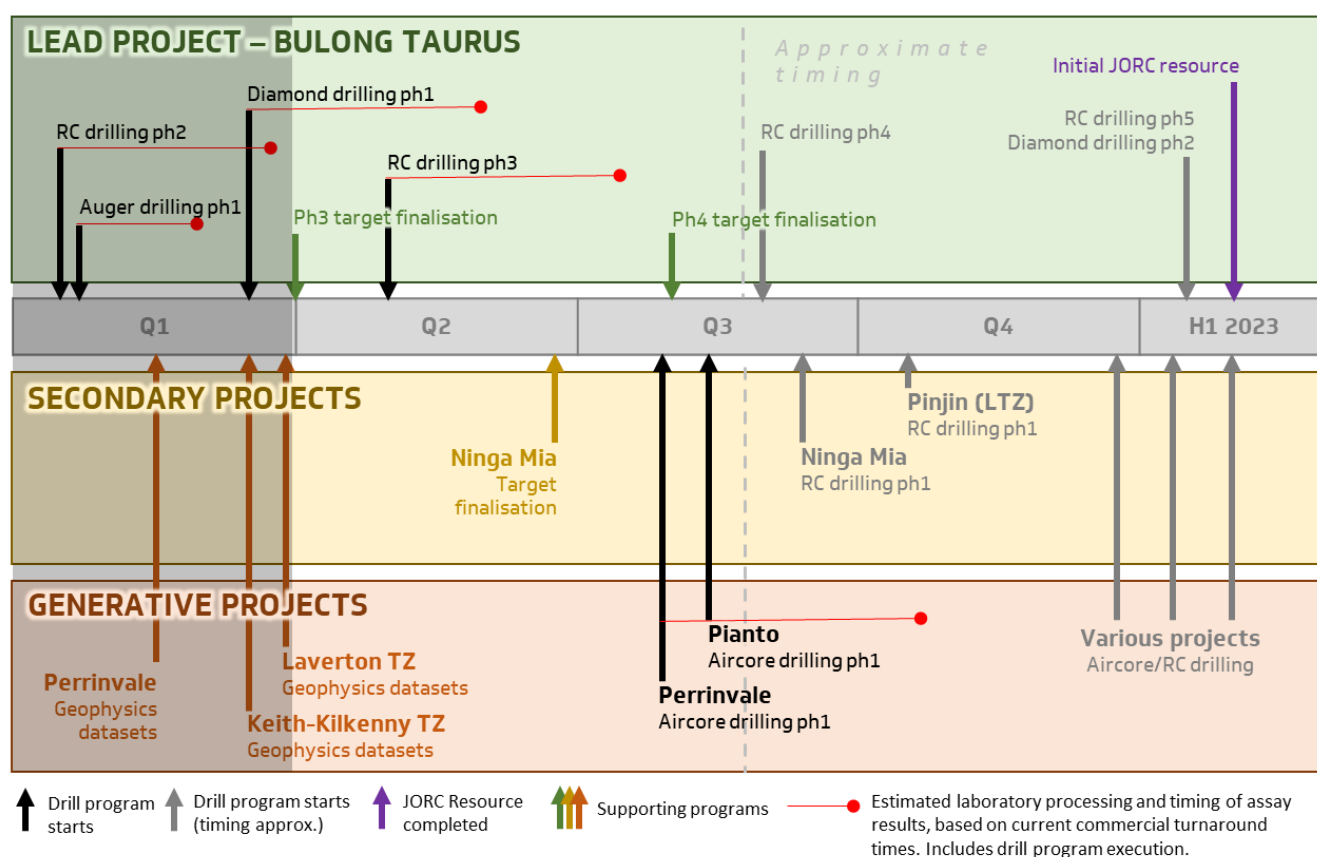 LEAD PROJECT – BULONG TAURUS
Approximate
timing
Initial JORC resource
Diamond drilling ph1
RC drilling ph2
RC drilling ph4
RC drilling ph5
Diamond drilling ph2
RC drilling ph3
Auger drilling ph1
Ph3 target finalisation
Ph4 target finalisation
Q1
Q2
Q3
Q4
H1 2023
SECONDARY PROJECTS
Ninga Mia
Target
finalisation
Ninga Mia
RC drilling ph1
Pinjin (LTZ)
RC drilling ph1
GENERATIVE PROJECTS
Perrinvale
Geophysics
datasets
Laverton TZ
Geophysics datasets
Keith-Kilkenny TZ
Geophysics datasets
Pianto
Aircore drilling ph1
Perrinvale
Aircore drilling ph1
Various projects
Aircore/RC drilling
Drill program
starts
Drill program starts
(timing approx.)
JORC Resource
completed
Supporting programs
Estimated laboratory processing and timing of assay
results, based on current commercial turnaround
times. Includes drill program execution.